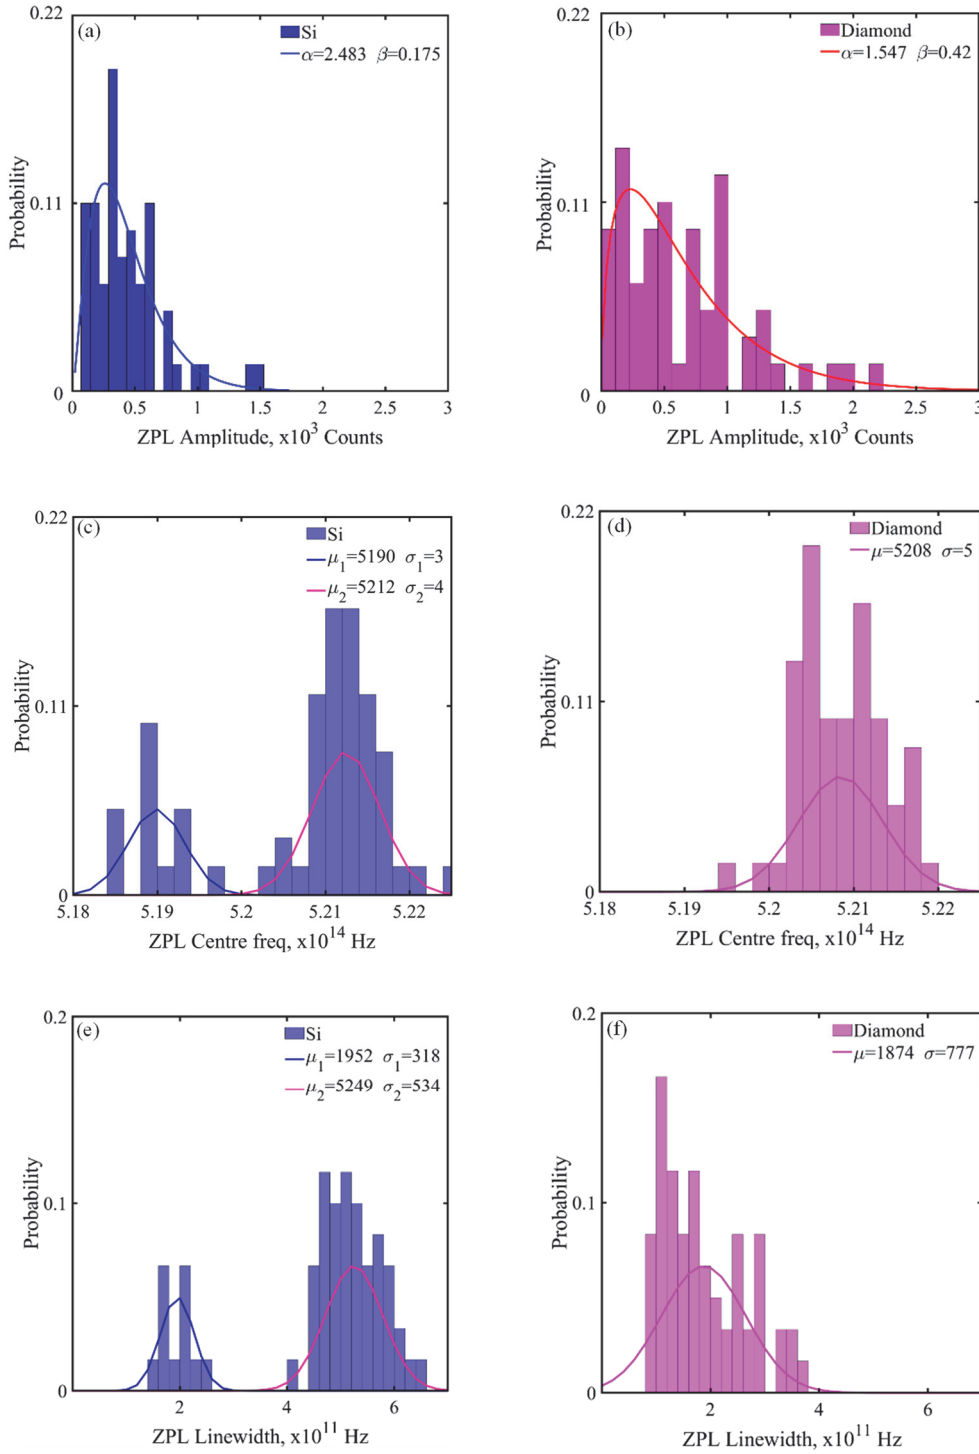 (a)
0.22
0.11
0
Probability
Si
α=2.483 β=0.175
0 0.5 1 1.5 2 2.5 3
ZPL Amplitude, x10³ Counts
(b)
0.22
0.11
0
Probability
Diamond
α=1.547 β=0.42
0 0.5 1 1.5 2 2.5 3
ZPL Amplitude, x10³ Counts
(c)
0.22
0.11
0
Probability
Si
μ₁=5190 σ₁=3
μ₂=5212 σ₂=4
5.18 5.19 5.2 5.21 5.22
ZPL Centre freq, x10¹⁴ Hz
(d)
0.22
0.11
0
Probability
Diamond
μ=5208 σ=5
5.18 5.19 5.2 5.21 5.22
ZPL Centre freq, x10¹⁴ Hz
(e)
0.2
0.1
0
Probability
Si
μ₁=1952 σ₁=318
μ₂=5249 σ₂=534
2 4 6
ZPL Linewidth, x10¹¹ Hz
(f)
0.2
0.1
0
Probability
Diamond
μ=1874 σ=777
2 4 6
ZPL Linewidth, x10¹¹ Hz